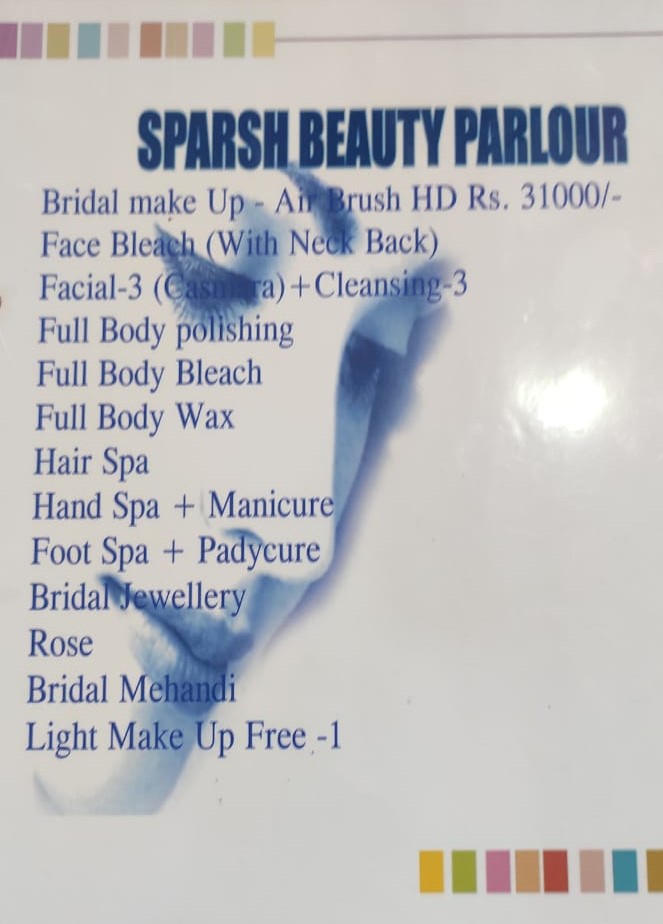 SPARSH BEAUTY PARLOUR
Bridal make Up - Air Brush HD Rs. 31000/-
Face Bleach (With Neck Back)
Facial-3 (Casmara)+Cleansing-3
Full Body polishing
Full Body Bleach
Full Body Wax
Hair Spa
Hand Spa + Manicure
Foot Spa + Padycure
Bridal Jewellery
Rose
Bridal Mehandi
Light Make Up Free -1